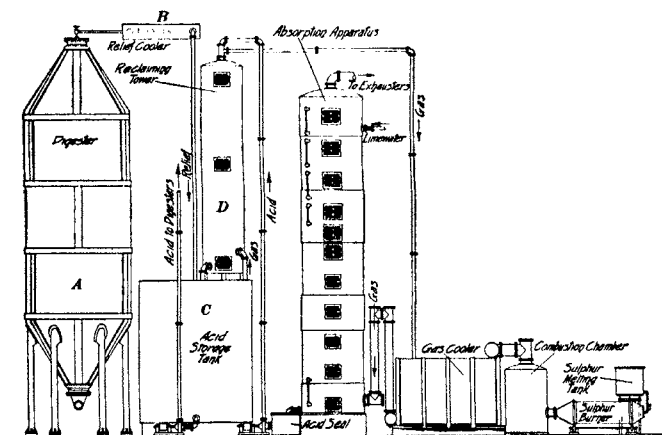 B
Relief Cooler
Reclaiming
Tower
Absorption Apparatus
To Exhausters
Gas
Limewater
Digester
Acid to Digesters
Relief
Acid
D
Gas
A
C
Acid
Storage
Tank
Gas
Gas Cooler
Combustion Chamber
Sulphur
Melting
Tank
Sulphur
Burner
Acid Seal